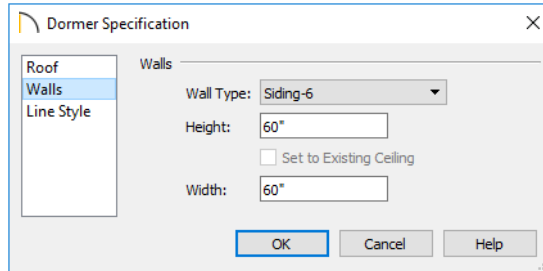 Dormer Specification
Roof
Walls
Line Style
Walls
Wall Type: Siding-6
Height: 60"
Set to Existing Ceiling
Width: 60"
OK Cancel Help